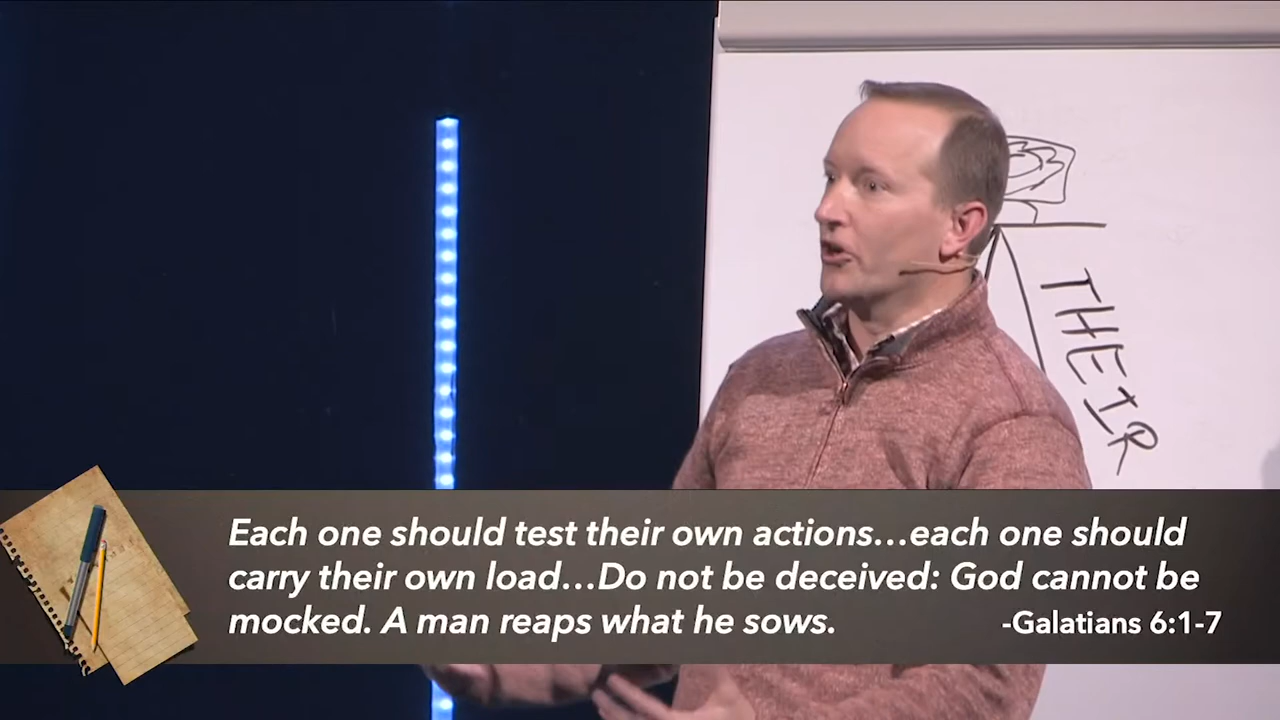 THEIR
Each one should test their own actions...each one should
carry their own load...Do not be deceived: God cannot be
mocked. A man reaps what he sows. -Galatians 6:1-7